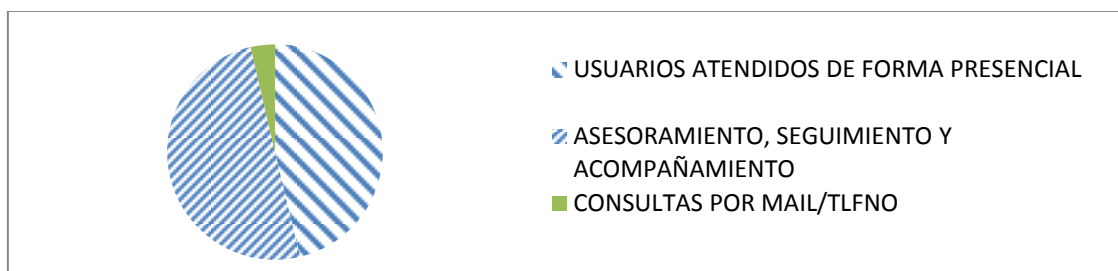 USUARIOS ATENDIDOS DE FORMA PRESENCIAL
ASESORAMIENTO, SEGUIMIENTO Y
ACOMPAÑAMIENTO
CONSULTAS POR MAIL/TLFNO